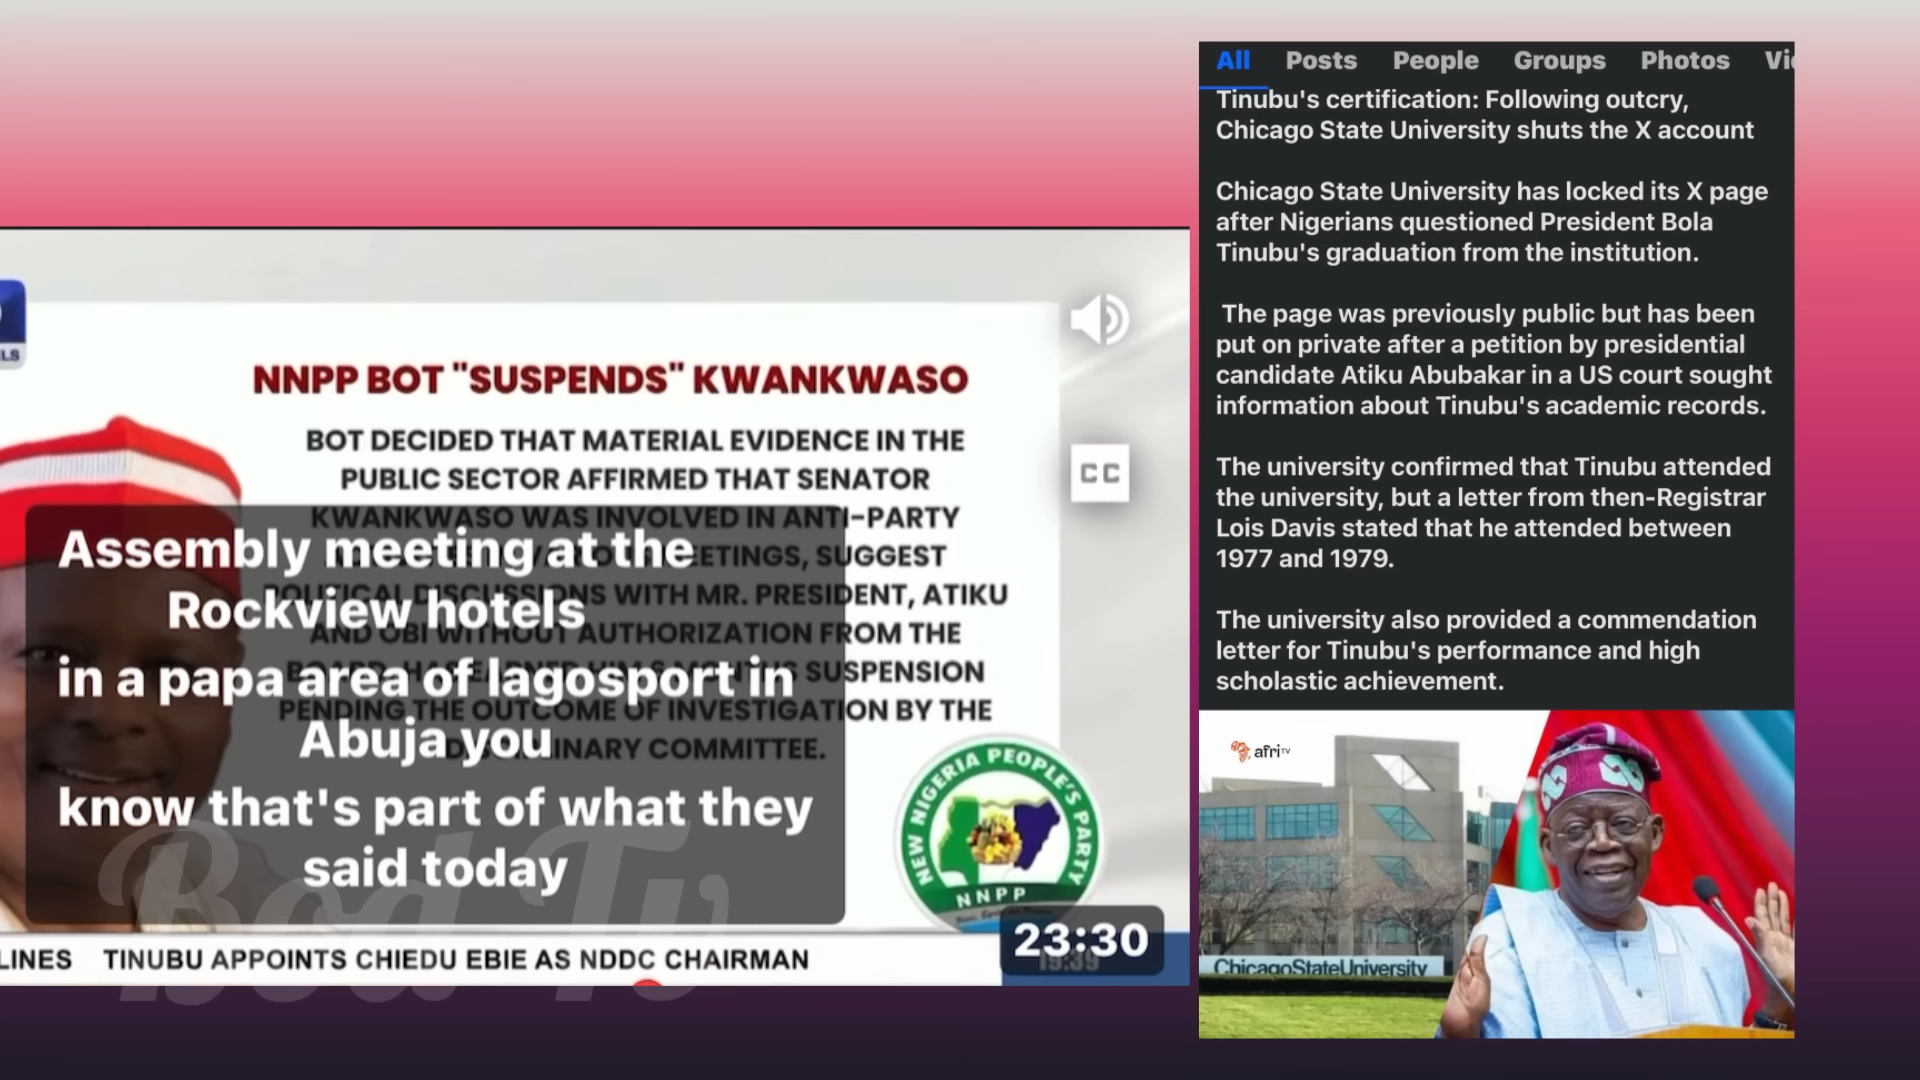 LS
NNPP BOT "SUSPENDS" KWANKWASO
BOT DECIDED THAT MATERIAL EVIDENCE IN THE
PUBLIC SECTOR AFFIRMED THAT SENATOR
KWANKWASO WAS INVOLVED IN ANTI-PARTY
MEETINGS, SUGGEST
POLITICAL DISCUSSIONS WITH MR. PRESIDENT, ATIKU
AND OBI WITHOUT AUTHORIZATION FROM THE
SUSPENSION
PENDING THE OUTCOME OF INVESTIGATION BY THE
DISCIPLINARY COMMITTEE.
CC
Assembly meeting at the
Rockview hotels
in a papa area of lagosport in
Abuja you
know that's part of what they
said today
Bod Tv
NEW NIGERIA PEOPLE'S PARTY
NNPP
23:30
19:39
LINES TINUBU APPOINTS CHIEDU EBIE AS NDDC CHAIRMAN
All Posts People Groups Photos Vi
Tinubu's certification: Following outcry,
Chicago State University shuts the X account
Chicago State University has locked its X page
after Nigerians questioned President Bola
Tinubu's graduation from the institution.
The page was previously public but has been
put on private after a petition by presidential
candidate Atiku Abubakar in a US court sought
information about Tinubu's academic records.
The university confirmed that Tinubu attended
the university, but a letter from then-Registrar
Lois Davis stated that he attended between
1977 and 1979.
The university also provided a commendation
letter for Tinubu's performance and high
scholastic achievement.
afri TV
ChicagoStateUniversity